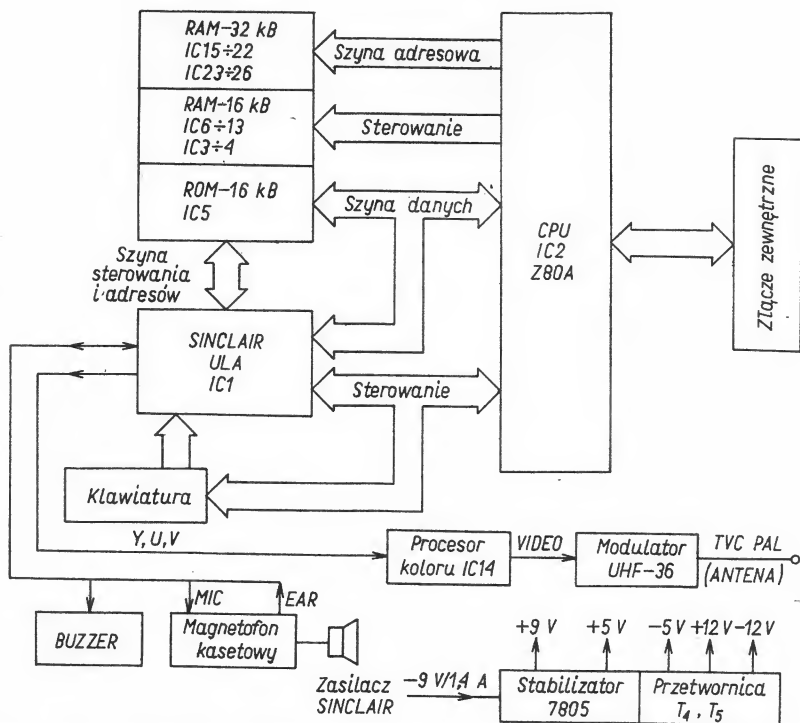 RAM-32 kB
IC15÷22
IC23÷26
RAM-16 kB
IC6÷13
IC3÷4
ROM-16 kB
IC5
Szyna adresowa
Sterowanie
Szyna danych
CPU
IC2
Z80A
Złącze zewnętrzne
Szyna
sterowania
i adresów
SINCLAIR
ULA
IC1
Sterowanie
Klawiatura
Y, U, V
Procesor
koloru IC14
VIDEO
Modulator
UHF-36
TVC PAL
(ANTENA)
MIC
EAR
BUZZER
Magnetofon
kasetowy
+9 V
+5 V
-5 V
+12 V
-12 V
Zasilacz
SINCLAIR
-9 V/1,4 A
Stabilizator
7805
Przetwornica
T4, T5